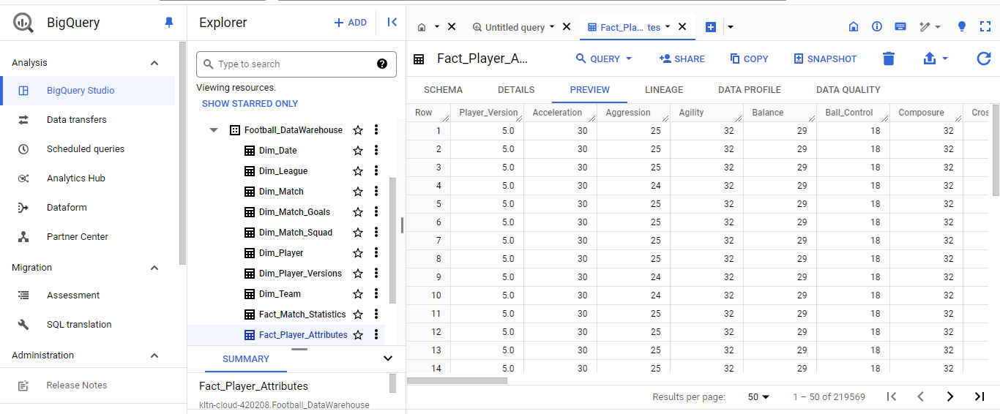 BigQuery
Analysis
BigQuery Studio
Data transfers
Scheduled queries
Analytics Hub
Dataform
Partner Center
Migration
Assessment
SQL translation
Administration
Release Notes
Explorer
+ ADD
Type to search
?
Viewing resources.
SHOW STARRED ONLY
Football_DataWarehouse
Dim_Date
Dim_League
Dim_Match
Dim_Match_Goals
Dim_Match_Squad
Dim_Player
Dim_Player_Versions
Dim_Team
Fact_Match_Statistics
Fact_Player_Attributes
SUMMARY
Fact_Player_Attributes
kltn-cloud-420208.Football_DataWarehouse
Untitled query
Fact_Pla... tes
Fact_Player_A...
QUERY SHARE COPY SNAPSHOT
SCHEMA DETAILS PREVIEW LINEAGE DATA PROFILE DATA QUALITY
Row Player_Version Acceleration Aggression Agility Balance Ball_Control Composure Cros
1 5.0 30 25 32 29 18 32
2 5.0 30 25 32 29 18 32
3 5.0 30 25 32 29 18 32
4 5.0 30 24 32 29 18 32
5 5.0 30 25 32 29 18 32
6 5.0 30 25 32 29 18 32
7 5.0 30 25 32 29 18 32
8 5.0 30 25 32 29 18 32
9 5.0 30 24 32 29 18 32
10 5.0 30 24 32 29 18 32
11 5.0 30 25 32 29 18 32
12 5.0 30 25 32 29 18 32
13 5.0 30 25 32 29 18 32
14 5.0 30 25 32 29 18 32
Results per page: 50 1 – 50 of 219569